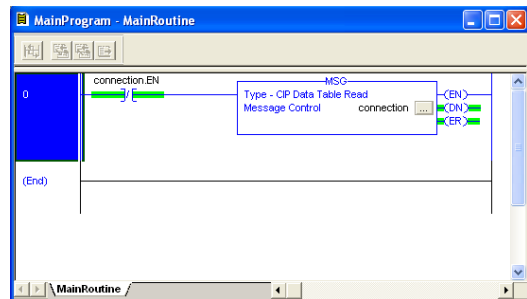 MainProgram - MainRoutine
0
connection.EN
MSG
Type - CIP Data Table Read
Message Control connection ...
(EN)
(DN)
(ER)
(End)
MainRoutine